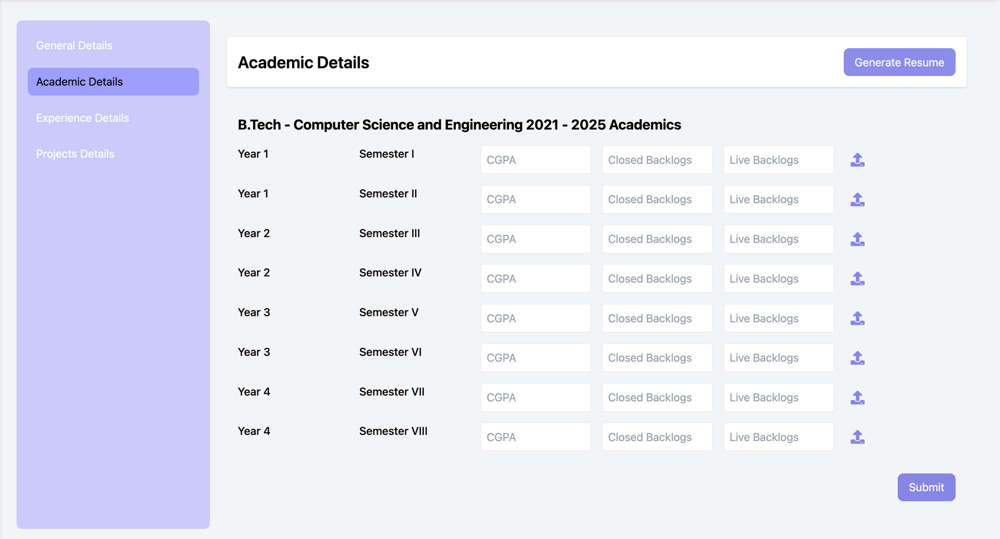 General Details
Academic Details
Experience Details
Projects Details
Academic Details
Generate Resume
B.Tech - Computer Science and Engineering 2021 - 2025 Academics
Year 1 Semester I CGPA Closed Backlogs Live Backlogs
Year 1 Semester II CGPA Closed Backlogs Live Backlogs
Year 2 Semester III CGPA Closed Backlogs Live Backlogs
Year 2 Semester IV CGPA Closed Backlogs Live Backlogs
Year 3 Semester V CGPA Closed Backlogs Live Backlogs
Year 3 Semester VI CGPA Closed Backlogs Live Backlogs
Year 4 Semester VII CGPA Closed Backlogs Live Backlogs
Year 4 Semester VIII CGPA Closed Backlogs Live Backlogs
Submit